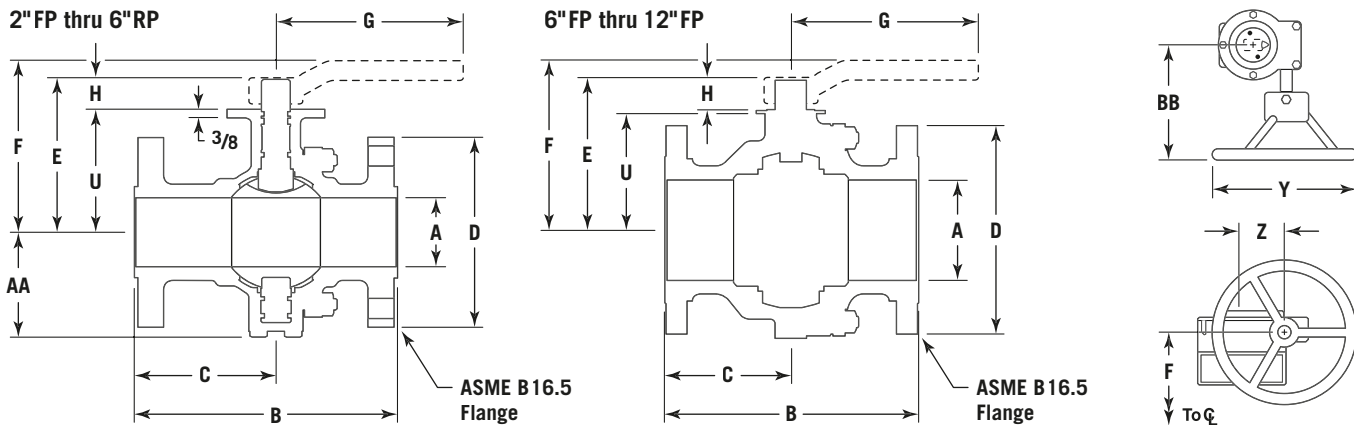 2"FP thru 6"RP
G
H
F
E
U
3/8
A
D
AA
C
B
ASME B16.5
Flange
6"FP thru 12"FP
G
H
F
E
U
A
D
C
B
ASME B16.5
Flange
BB
Y
Z
F
To ℄